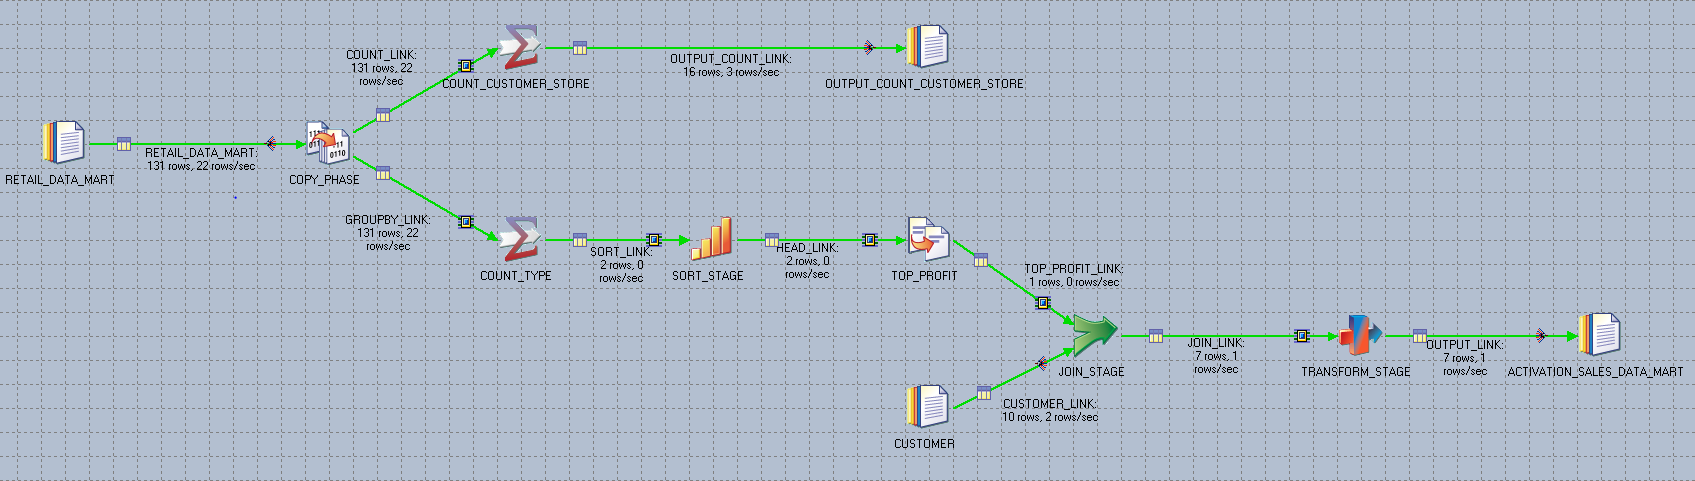 COUNT_LINK:
131 rows, 22
rows/sec
COUNT_CUSTOMER_STORE
OUTPUT_COUNT_LINK:
16 rows, 3 rows/sec
OUTPUT_COUNT_CUSTOMER_STORE
RETAIL_DATA_MART
RETAIL_DATA_MART:
131 rows, 22 rows/sec
COPY_PHASE
GROUPBY_LINK:
131 rows, 22
rows/sec
COUNT_TYPE
SORT_LINK:
2 rows, 0
rows/sec
SORT_STAGE
HEAD_LINK:
2 rows, 0
rows/sec
TOP_PROFIT
TOP_PROFIT_LINK:
1 rows, 0 rows/sec
JOIN_STAGE
CUSTOMER_LINK:
10 rows, 2 rows/sec
CUSTOMER
JOIN_LINK:
7 rows, 1
rows/sec
TRANSFORM_STAGE
OUTPUT_LINK:
7 rows, 1
rows/sec
ACTIVATION_SALES_DATA_MART